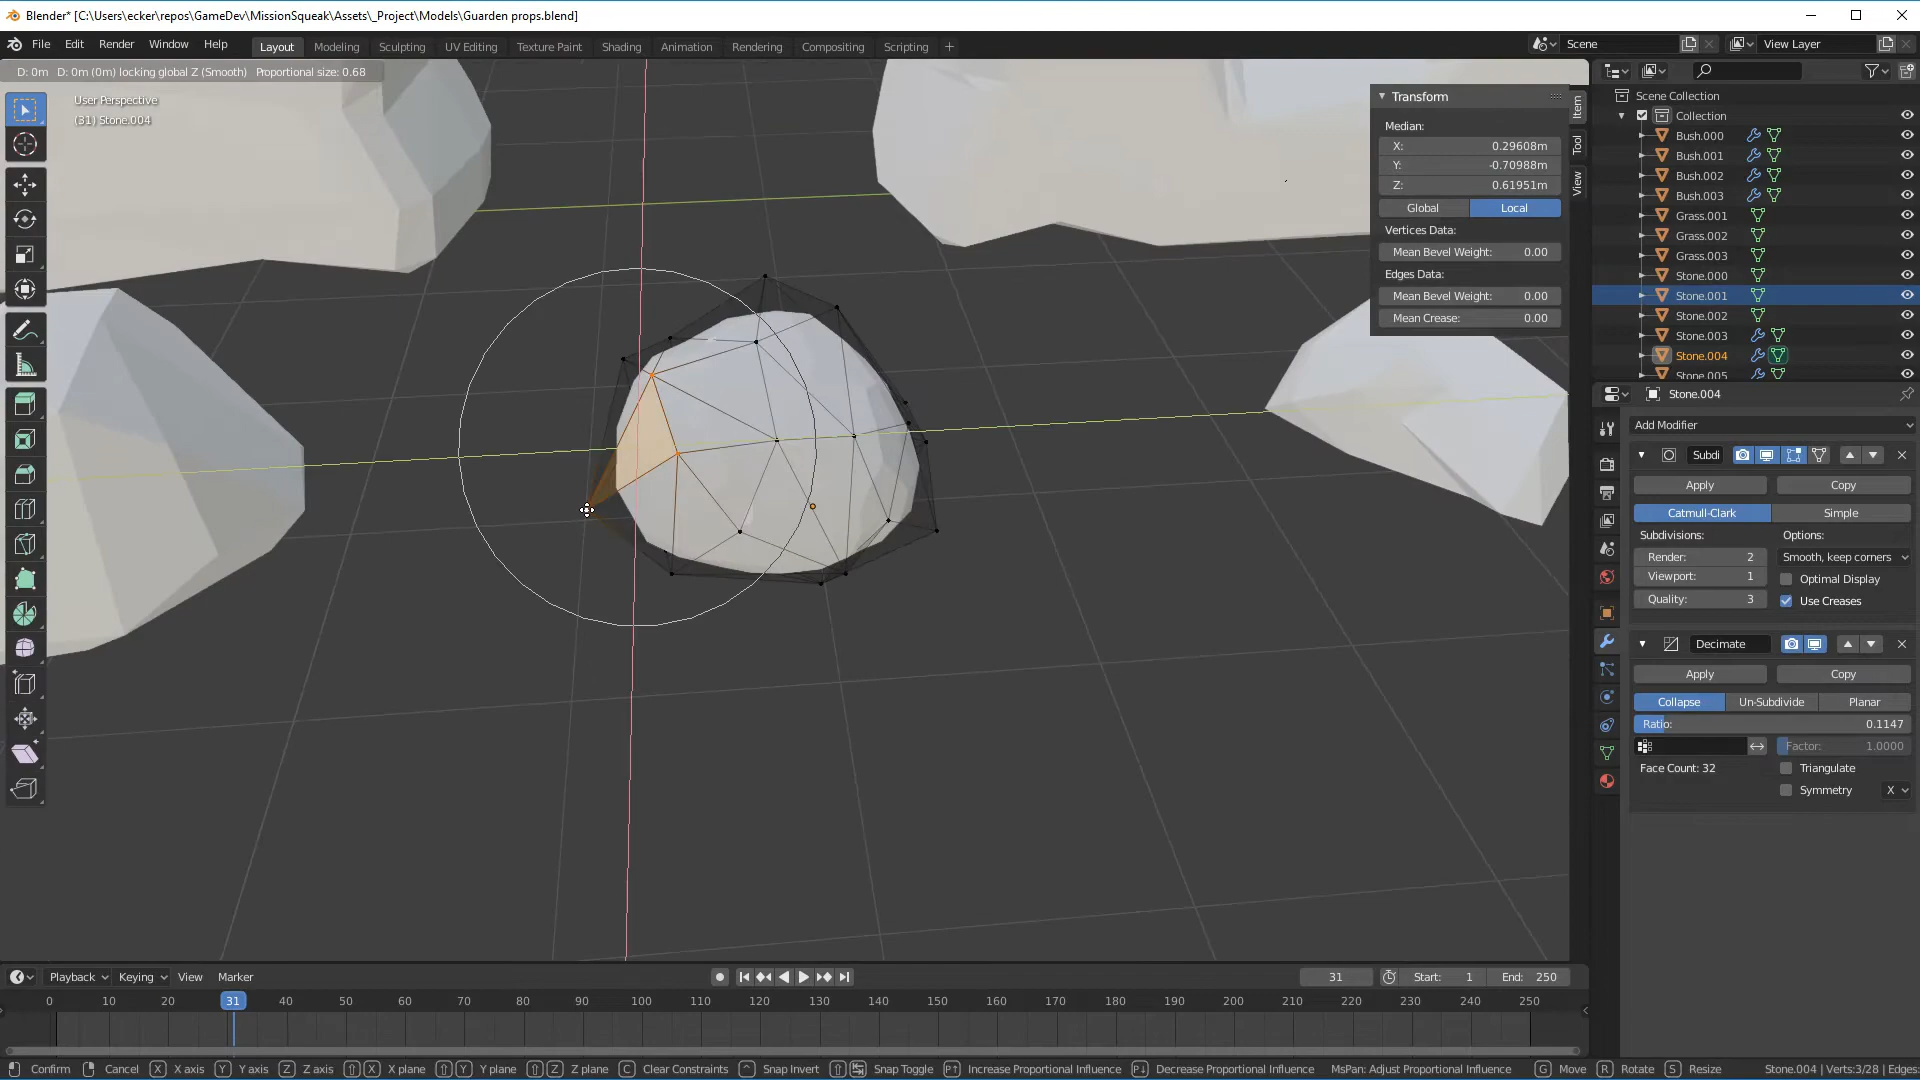 Blender* [C:\Users\ecker\repos\GameDev\MissionSqueak\Assets\_Project\Models\Guarden props.blend]
File Edit Render Window Help Layout Modeling Sculpting UV Editing Texture Paint Shading Animation Rendering Compositing Scripting + Scene View Layer
D: 0m D: 0m (0m) locking global Z (Smooth) Proportional size: 0.68
User Perspective
(31) Stone.004
Transform
Median:
X: 0.29608m
Y: -0.70988m
Z: 0.61951m
Global Local
Vertices Data:
Mean Bevel Weight: 0.00
Edges Data:
Mean Bevel Weight: 0.00
Mean Crease: 0.00
Item
Tool
View
Scene Collection
Collection
Bush.000
Bush.001
Bush.002
Bush.003
Grass.001
Grass.002
Grass.003
Stone.000
Stone.001
Stone.002
Stone.003
Stone.004
Stone.005
Stone.004
Add Modifier
Subdi
Apply Copy
Catmull-Clark Simple
Subdivisions: Options:
Render: 2 Smooth, keep corners
Viewport: 1 Optimal Display
Quality: 3 Use Creases
Decimate
Apply Copy
Collapse Un-Subdivide Planar
Ratio: 0.1147
Factor: 1.0000
Face Count: 32 Triangulate
Symmetry X
Playback Keying View Marker 31 Start: 1 End: 250
0 10 20 31 40 50 60 70 80 90 100 110 120 130 140 150 160 170 180 190 200 210 220 230 240 250
Confirm Cancel X X axis Y Y axis Z Z axis X X plane Y Y plane Z Z plane C Clear Constraints Snap Invert Snap Toggle Increase Proportional Influence Decrease Proportional Influence MsPan: Adjust Proportional Influence G Move R Rotate S Resize Stone.004 | Verts:3/28 | Edges: